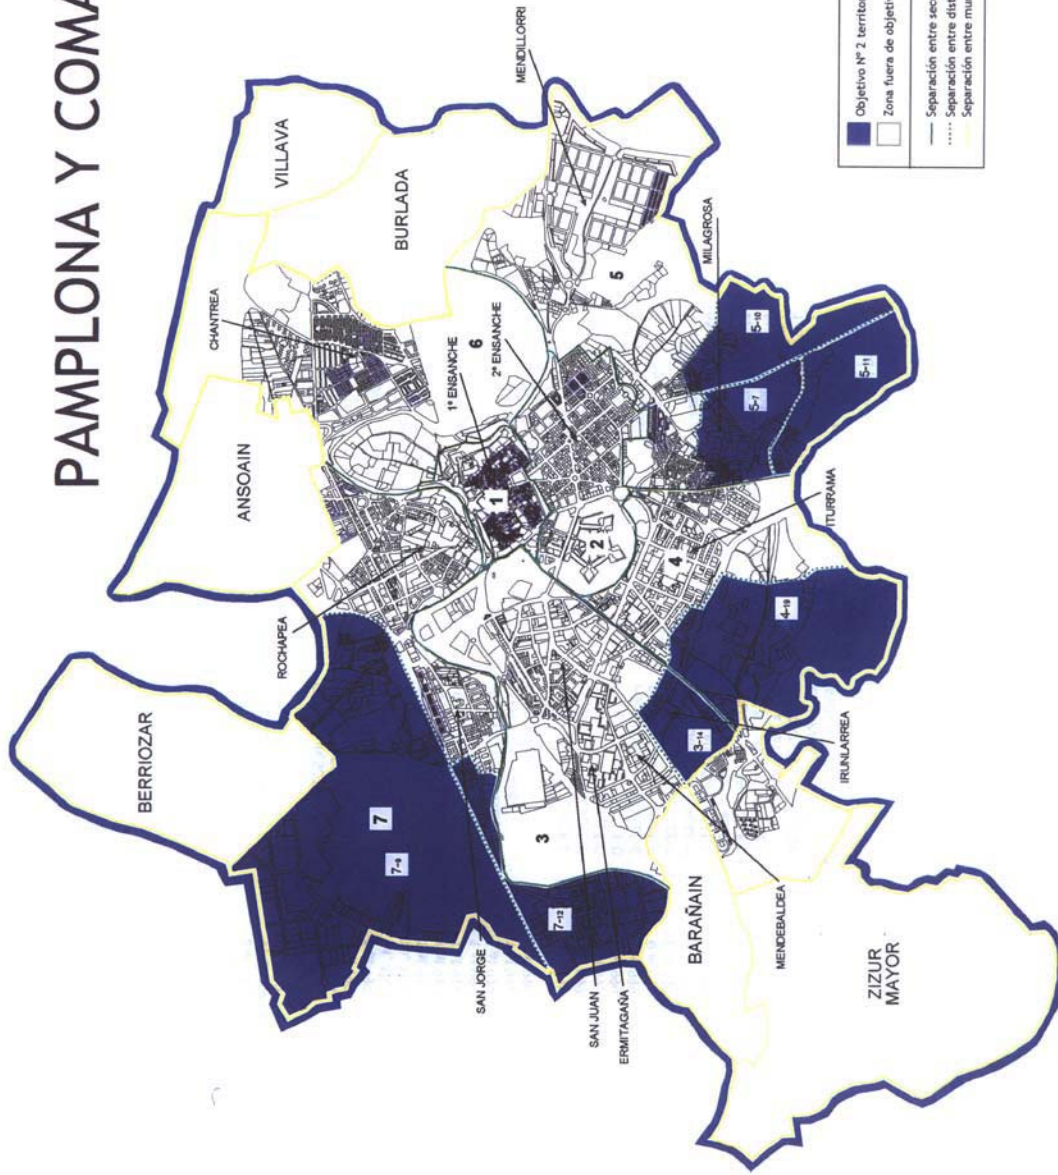 PAMPLONA Y COMA
MENDILLORRI
VILLAVA
BURLADA
CHANTREA
ANSOAIN
1º ENSANCHE
6
2º ENSANCHE
5
MILAGROSA
5-10
5-7
5-11
1
2
4
ITURRAMA
ROCHAPEA
BERRIOZAR
4-19
3-14
IRUNLARREA
7
7-9
3
7-12
SAN JORGE
SAN JUAN
ERMITAGAÑA
BARAÑAIN
MENDEBALDEA
ZIZUR
MAYOR
Objetivo Nº 2 territor
Zona fuera de objetiv
Separación entre sec
Separación entre dist
Separación entre mu